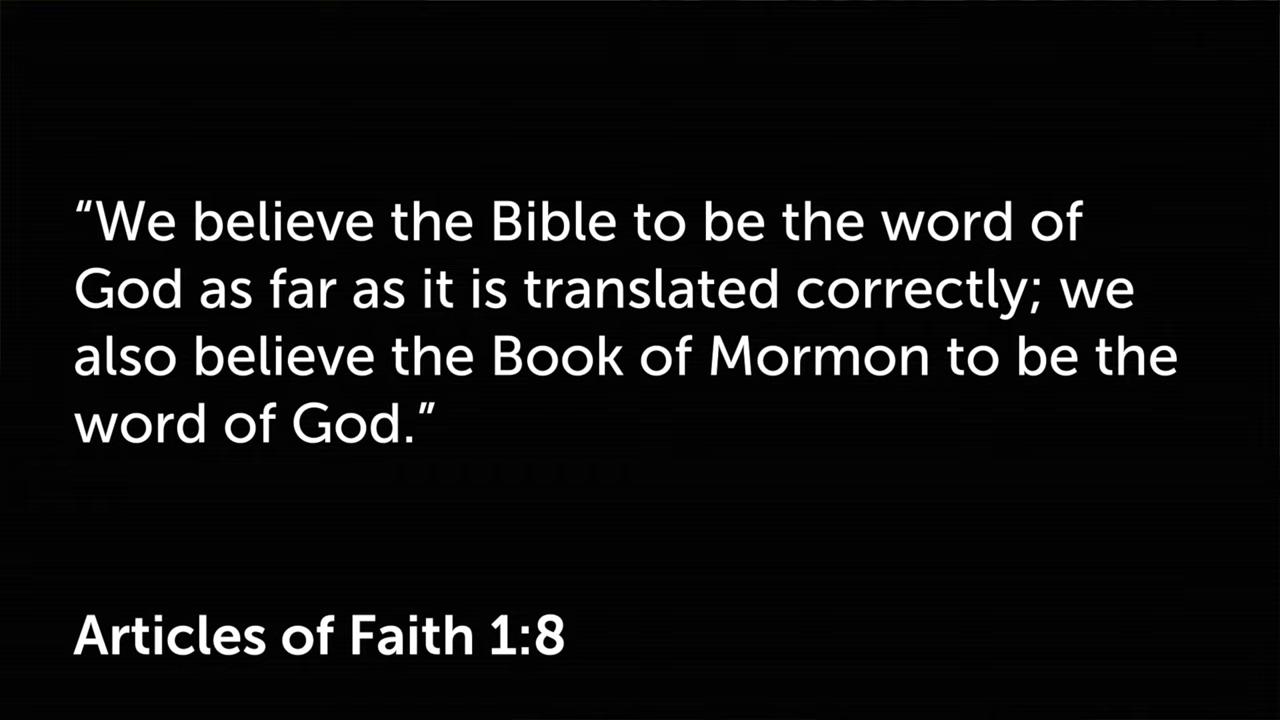 “We believe the Bible to be the word of
God as far as it is translated correctly; we
also believe the Book of Mormon to be the
word of God.”
Articles of Faith 1:8